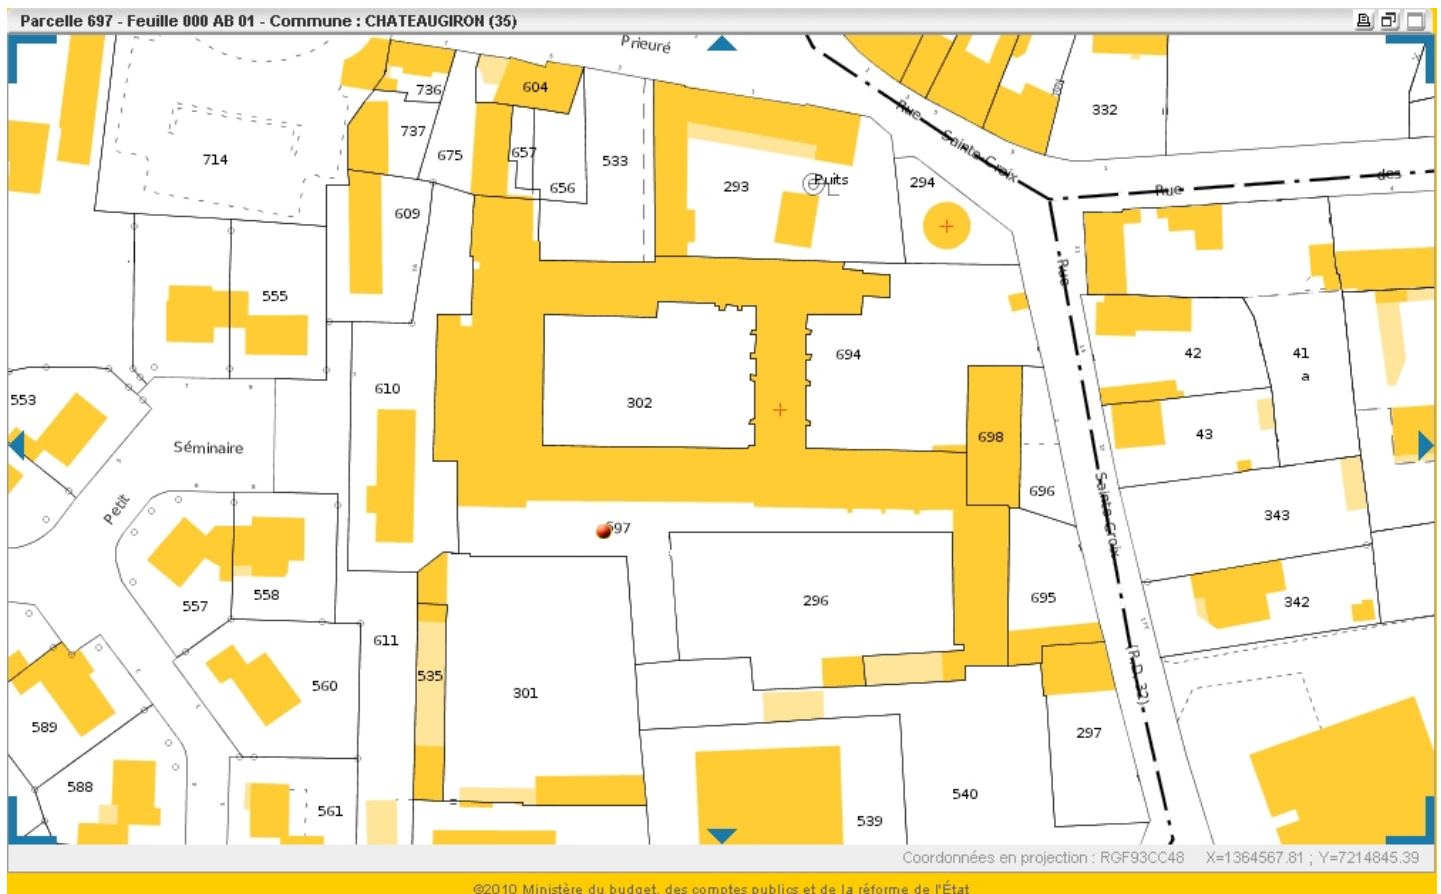 Parcelle 697 - Feuille 000 AB 01 - Commune : CHATEAUGIRON (35)
Prieuré
736
604
332
737
Rue
Sainte-Croix
714
675
657
533
656
293
Puits
294
Rue
des
609
Rue
555
694
42
41
a
553
610
302
43
Séminaire
698
696
Petit
Sainte-Croix
343
697
557
558
296
695
342
611
535
560
301
(R.D. 32)
589
297
588
561
540
539
Coordonnées en projection : RGF93CC48 X=1364567.81 ; Y=7214845.39
©2010 Ministère du budget, des comptes publics et de la réforme de l'État